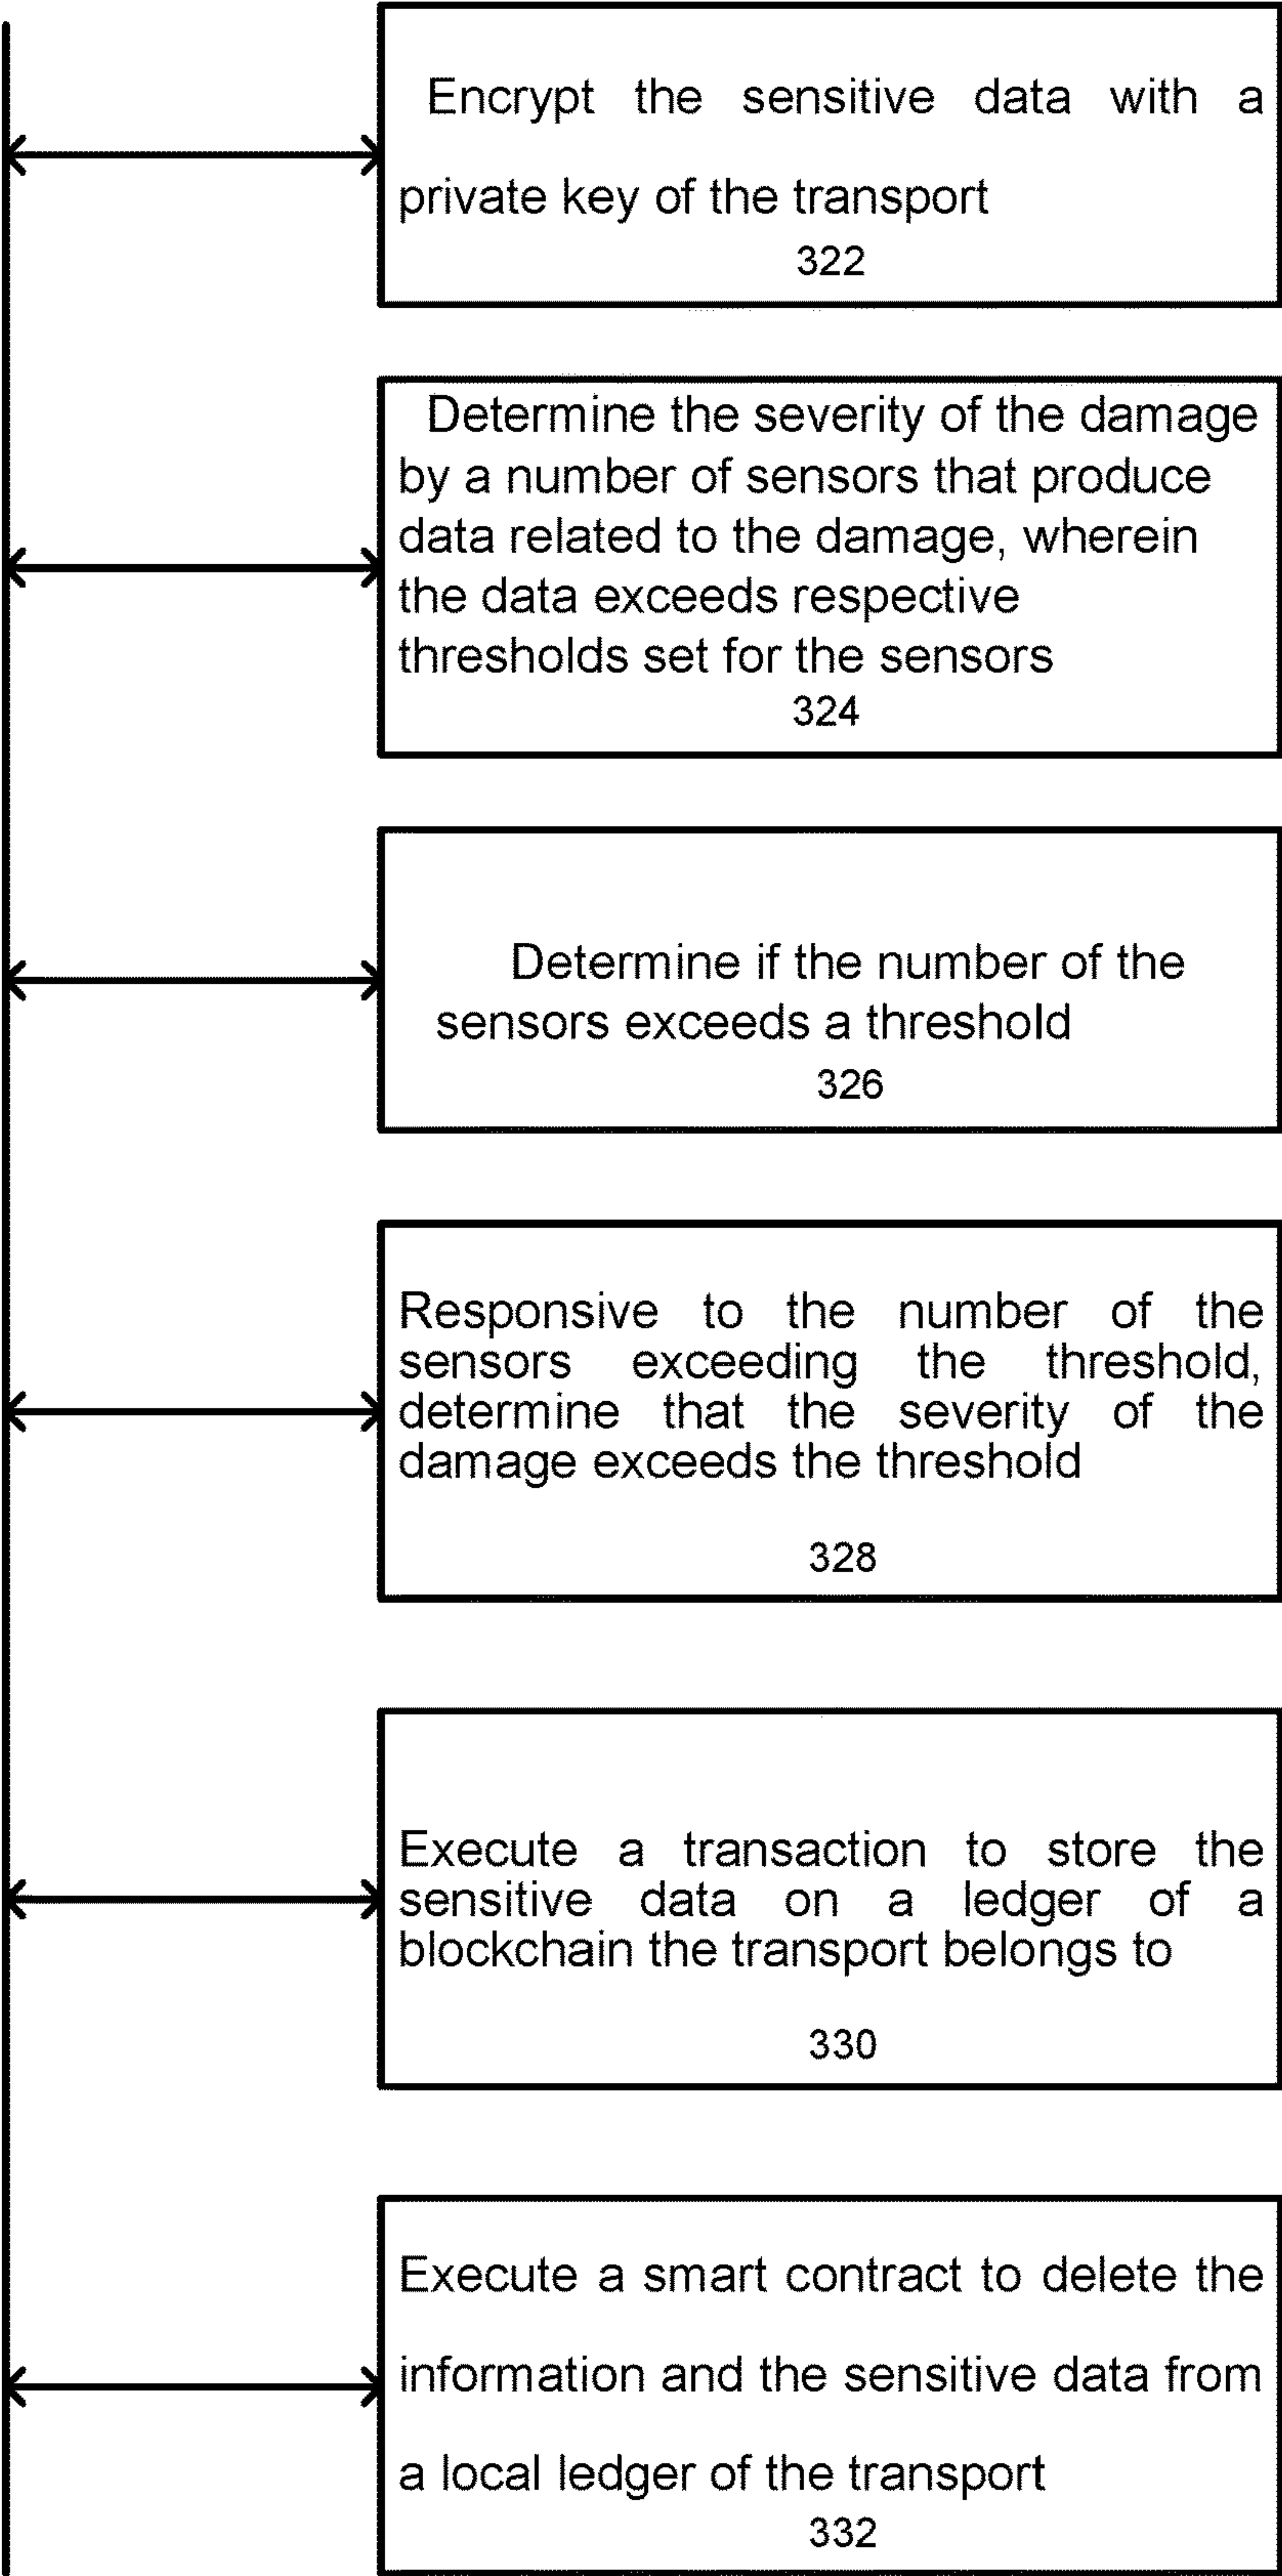 Encrypt the sensitive data with a
private key of the transport
322
Determine the severity of the damage
by a number of sensors that produce
data related to the damage, wherein
the data exceeds respective
thresholds set for the sensors
324
Determine if the number of the
sensors exceeds a threshold
326
Responsive to the number of the
sensors exceeding the threshold,
determine that the severity of the
damage exceeds the threshold
328
Execute a transaction to store the
sensitive data on a ledger of a
blockchain the transport belongs to
330
Execute a smart contract to delete the
information and the sensitive data from
a local ledger of the transport
332